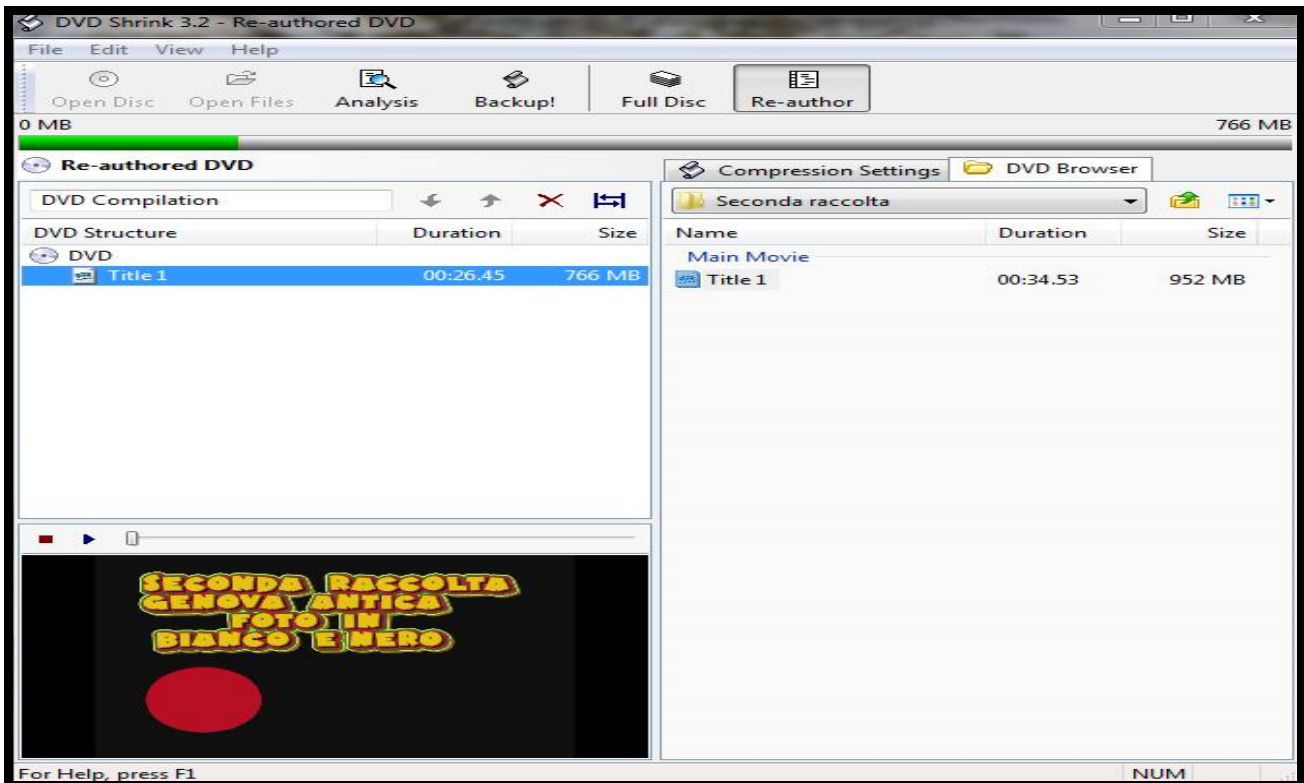 DVD Shrink 3.2 - Re-authored DVD
File Edit View Help
Open Disc Open Files Analysis Backup! Full Disc Re-author
0 MB 766 MB
Re-authored DVD
Compression Settings DVD Browser
DVD Compilation
Seconda raccolta
DVD Structure Duration Size
Name Duration Size
DVD
Main Movie
Title 1 00:26.45 766 MB
Title 1 00:34.53 952 MB
SECONDA RACCOLTA
GENOVA ANTICA
FOTO IN
BIANCO E NERO
For Help, press F1 NUM